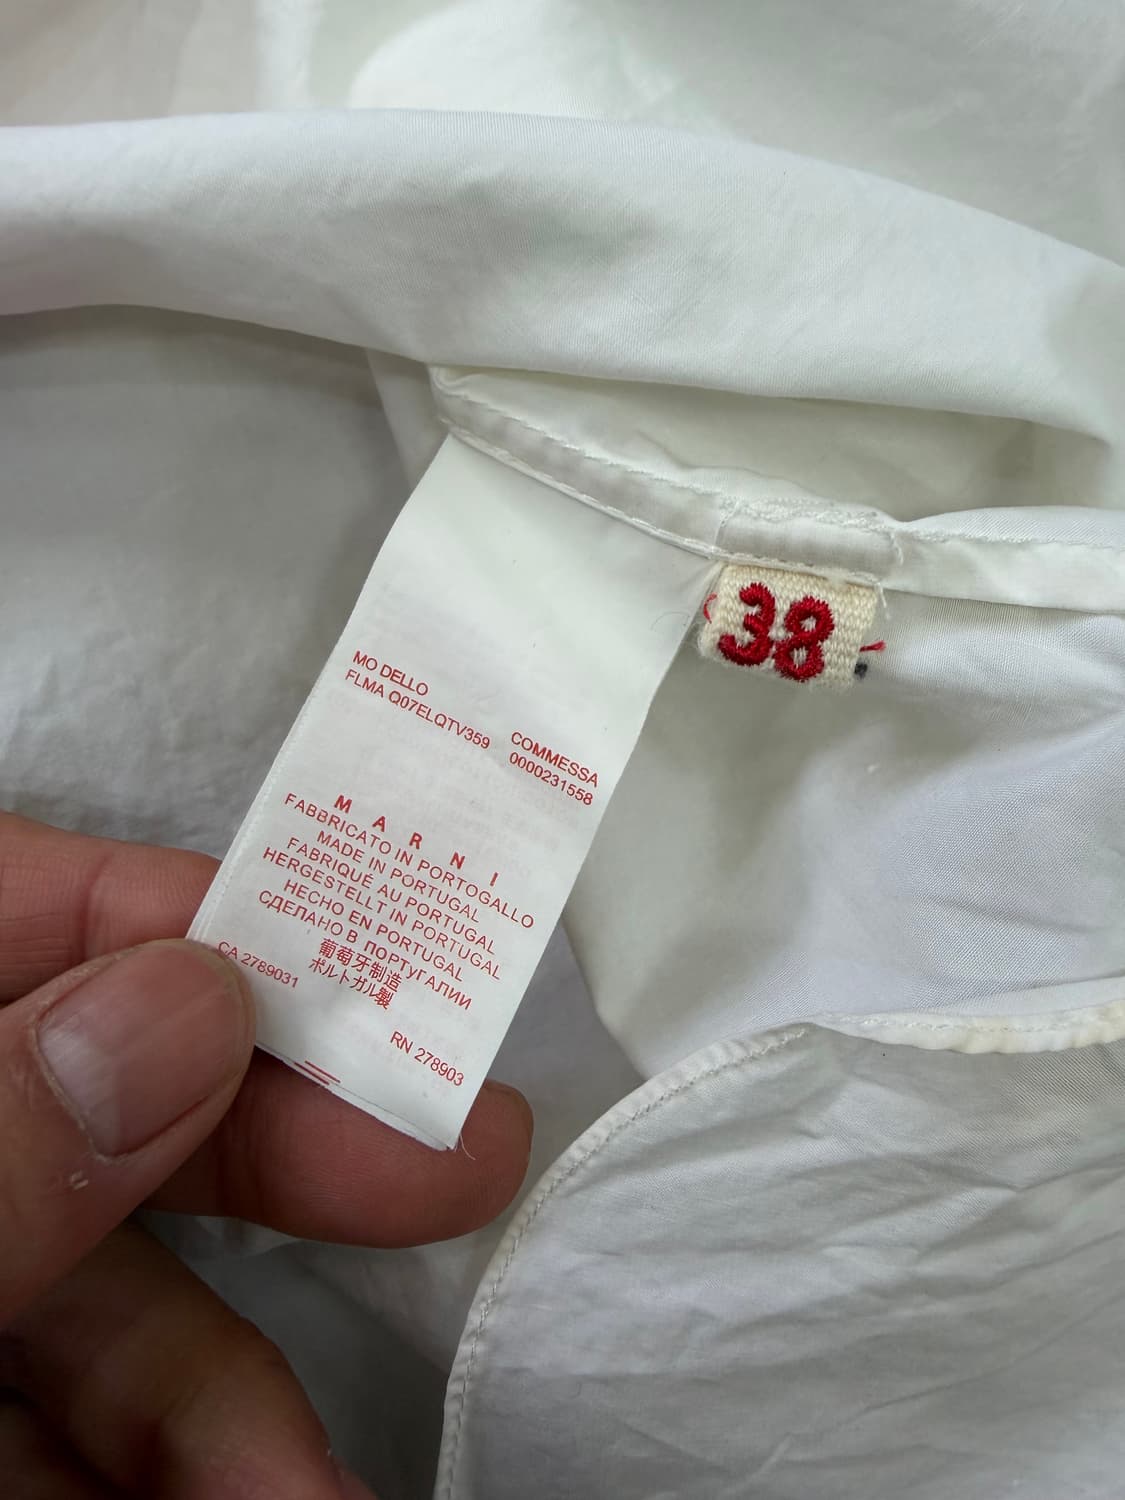 38
MO DELLO
FLMA Q07ELQTV359
COMMESSA
0000231558
MARNI
FABBRICATO IN PORTOGALLO
MADE IN PORTUGAL
FABRIQUÉ AU PORTUGAL
HERGESTELLT IN PORTUGAL
HECHO EN PORTUGAL
СДЕЛАНО В ПОРТУГАЛИИ
葡萄牙制造
ポルトガル製
CA 2789031
RN 278903